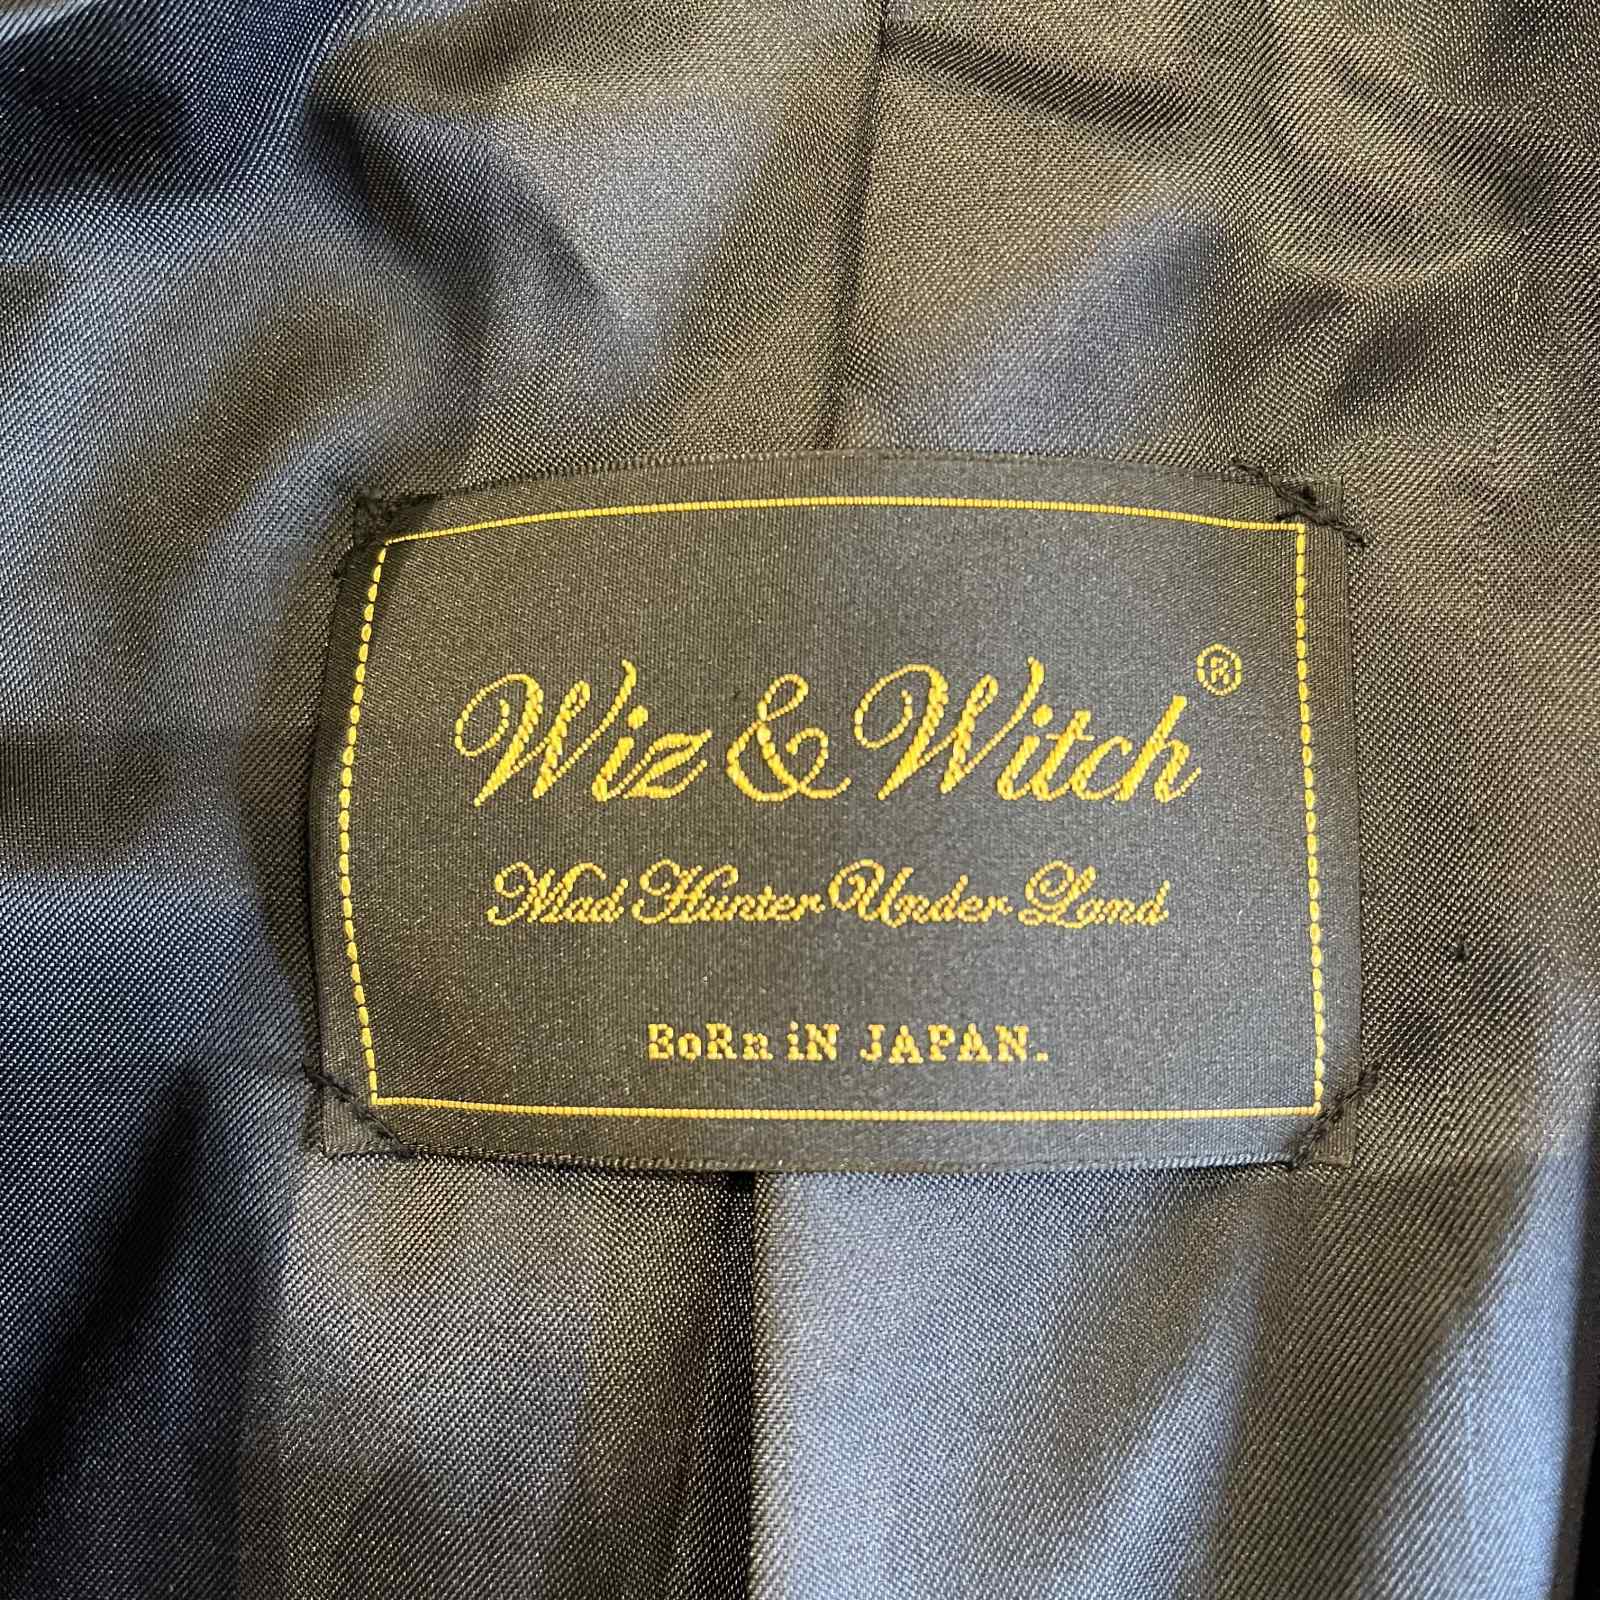 Wiz & Witch ®
Mad Hunter Under Land
BoRn iN JAPAN.